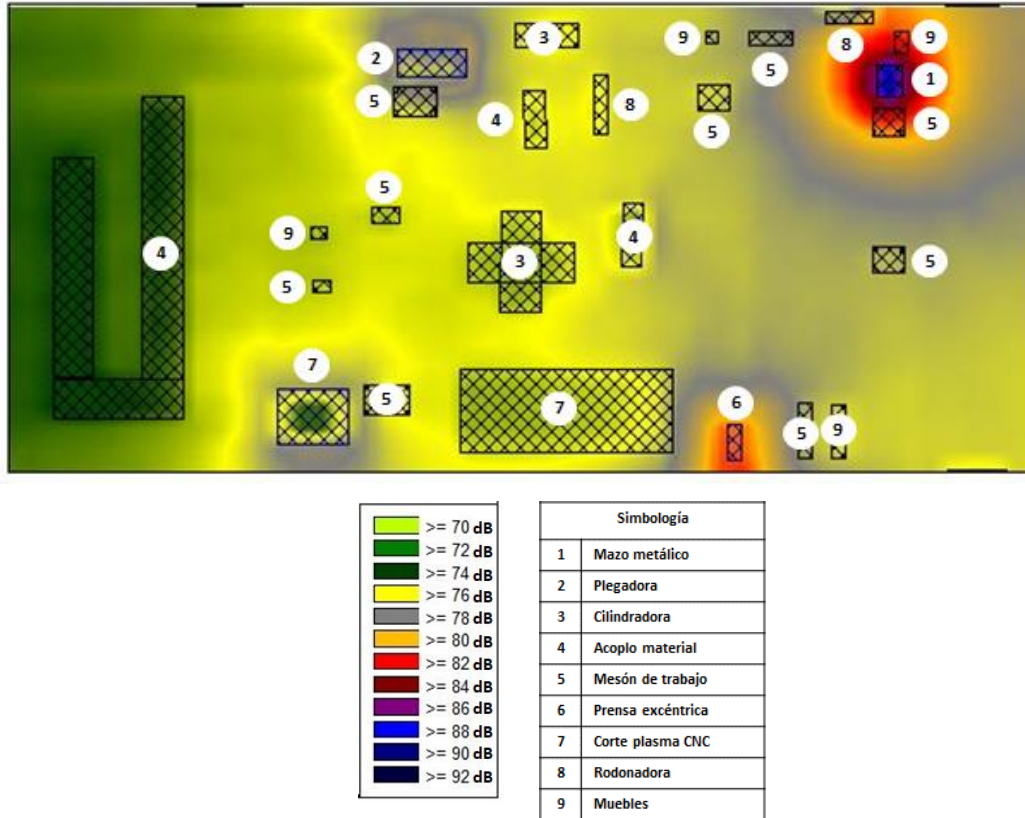 3
9
8
9
2
5
1
5
4
8
5
5
5
9
4
4
3
5
5
7
5
7
6
5
9
>= 70 dB
>= 72 dB
>= 74 dB
>= 76 dB
>= 78 dB
>= 80 dB
>= 82 dB
>= 84 dB
>= 86 dB
>= 88 dB
>= 90 dB
>= 92 dB
Simbología
1 Mazo metálico
2 Plegadora
3 Cilindradora
4 Acoplo material
5 Mesón de trabajo
6 Prensa excéntrica
7 Corte plasma CNC
8 Rodonadora
9 Muebles